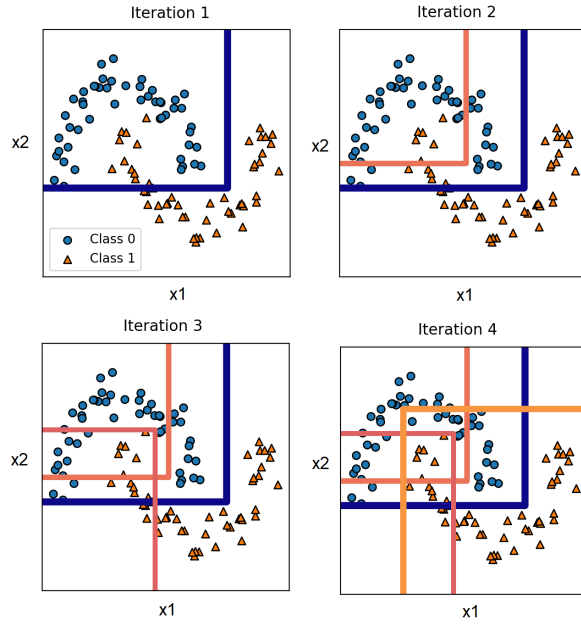 Iteration 1
Iteration 2
x2
x2
Class 0
Class 1
x1
x1
Iteration 3
Iteration 4
x2
x2
x1
x1